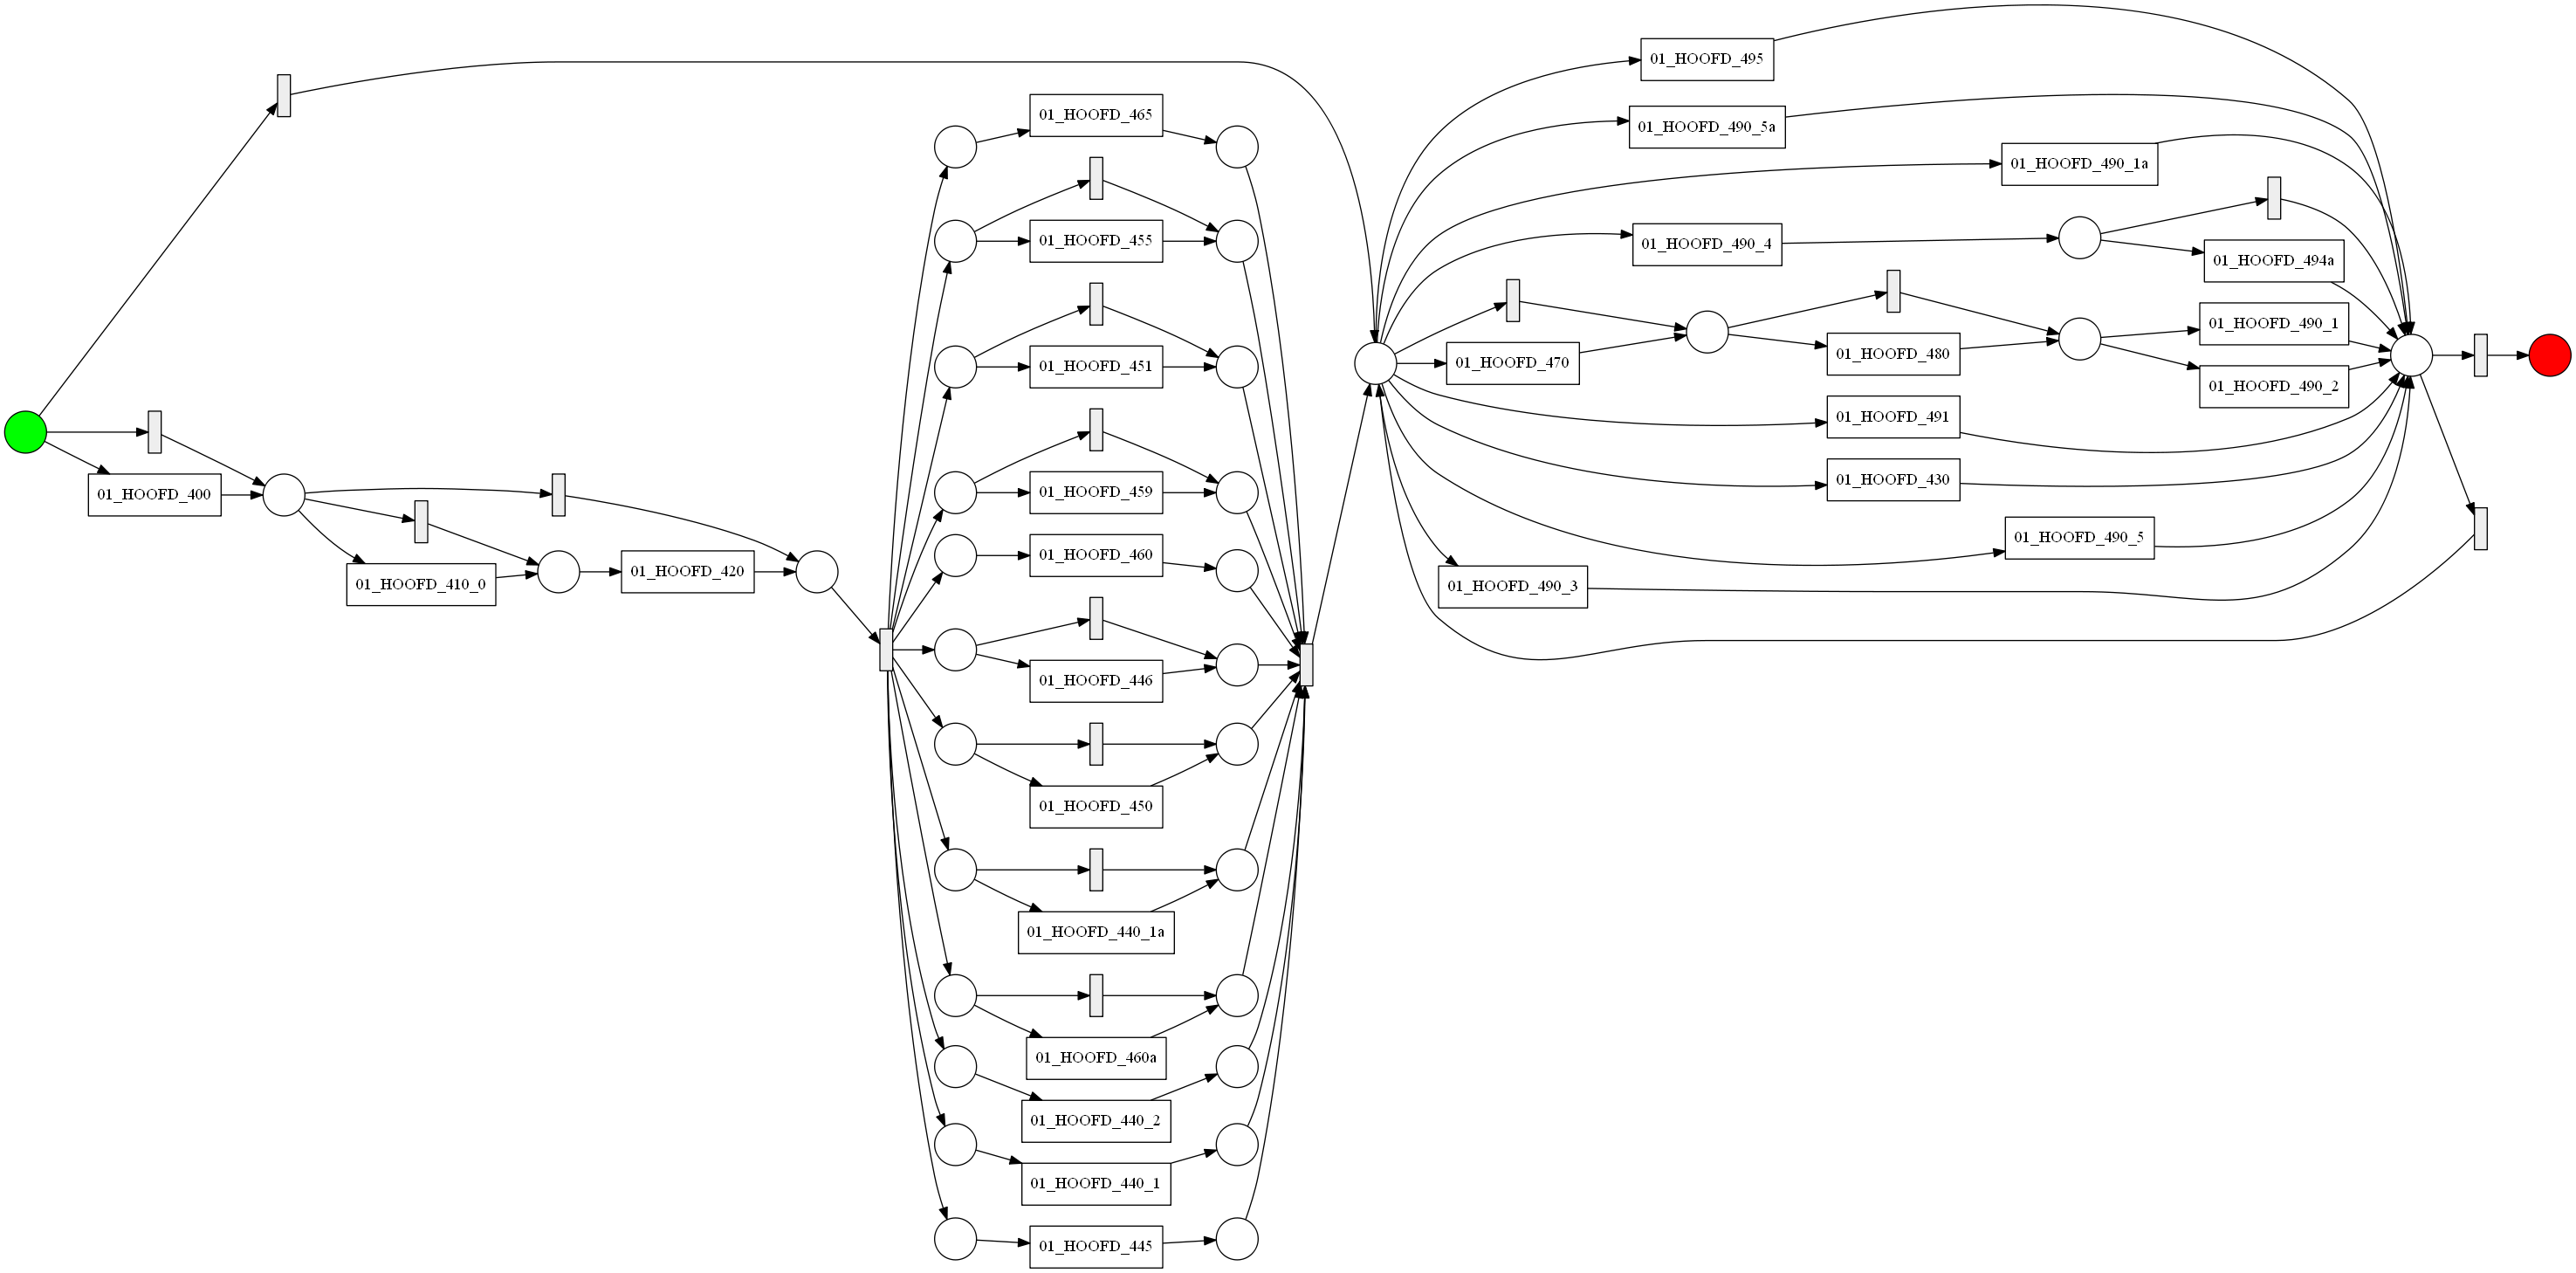 01_HOOFD_495
01_HOOFD_465
01_HOOFD_490_5a
01_HOOFD_490_1a
01_HOOFD_455
01_HOOFD_490_4
01_HOOFD_494a
01_HOOFD_490_1
01_HOOFD_480
01_HOOFD_451
01_HOOFD_470
01_HOOFD_490_2
01_HOOFD_491
01_HOOFD_430
01_HOOFD_400
01_HOOFD_459
01_HOOFD_490_5
01_HOOFD_460
01_HOOFD_420
01_HOOFD_410_0
01_HOOFD_490_3
01_HOOFD_446
01_HOOFD_450
01_HOOFD_440_1a
01_HOOFD_460a
01_HOOFD_440_2
01_HOOFD_440_1
01_HOOFD_445